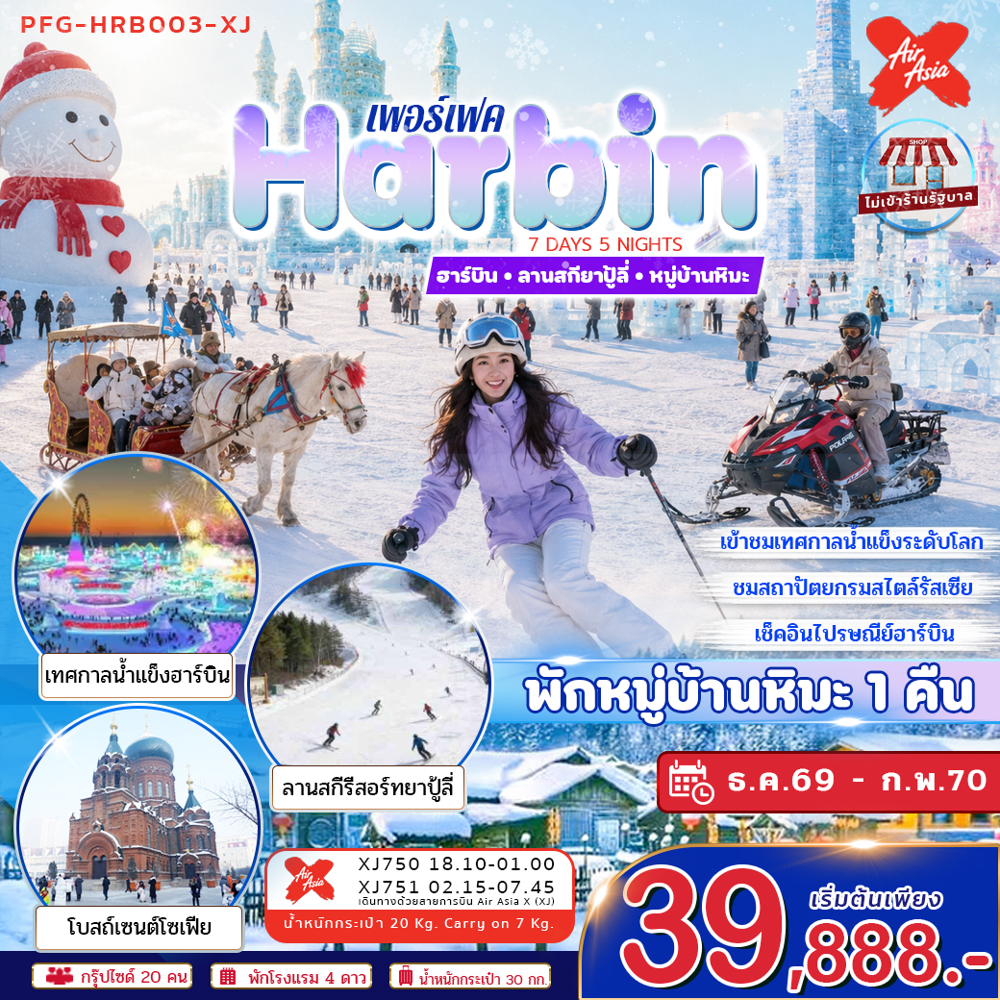 PFG-HRB003-XJ
Air
Asia
เพอร์เฟค
Harbin
SHOP
ไม่เข้าร้านรัฐบาล
7 DAYS 5 NIGHTS
ฮาร์บิน • ลานสกียาปู้ลี่ • หมู่บ้านหิมะ
POLARIS
เข้าชมเทศกาลน้ำแข็งระดับโลก
ชมสถาปัตยกรรมสไตล์รัสเซีย
เช็คอินไปรษณีย์ฮาร์บิน
เทศกาลน้ำแข็งฮาร์บิน
พักหมู่บ้านหิมะ 1 คืน
ลานสกีรีสอร์ทยาปู้ลี่
ธ.ค.69 - ก.พ.70
Air
Asia
XJ750 18.10-01.00
XJ751 02.15-07.45
เดินทางด้วยสายการบิน Air Asia X (XJ)
น้ำหนักกระเป๋า 20 Kg. Carry on 7 Kg.
โบสถ์เซนต์โซเฟีย
เริ่มต้นเพียง
39,888.-
กรุ๊ปไซด์ 20 คน
พักโรงแรม 4 ดาว
น้ำหนักกระเป๋า 30 กก.